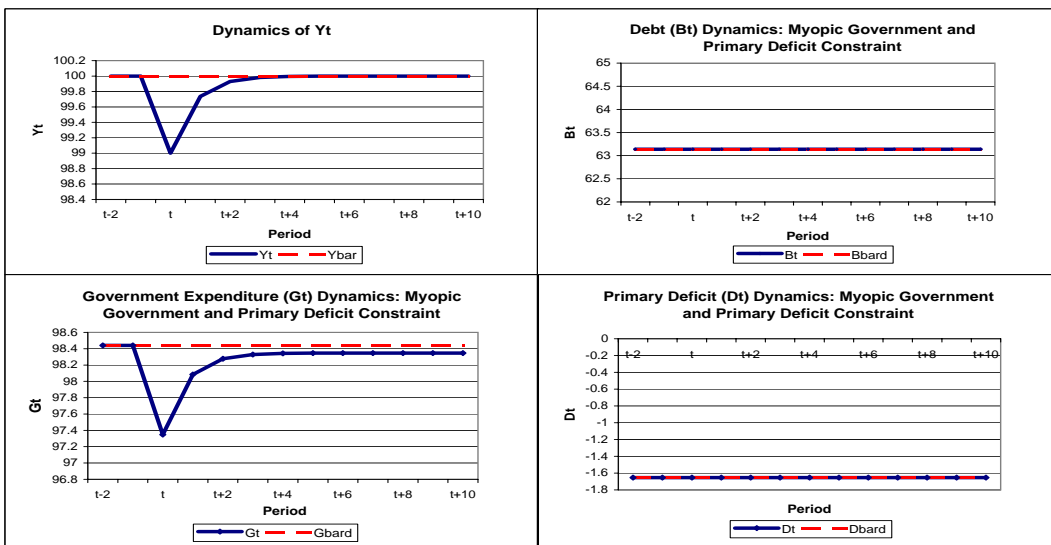 Dynamics of Yt
100.2
100
99.8
99.6
99.4
99.2
99
98.8
98.6
98.4
Yt
t-2 t t+2 t+4 t+6 t+8 t+10
Period
Yt Ybar
Debt (Bt) Dynamics: Myopic Government and
Primary Deficit Constraint
65
64.5
64
63.5
63
62.5
62
Bt
t-2 t t+2 t+4 t+6 t+8 t+10
Period
Bt Bbard
Government Expenditure (Gt) Dynamics: Myopic
Government and Primary Deficit Constraint
98.6
98.4
98.2
98
97.8
97.6
97.4
97.2
97
96.8
Gt
t-2 t t+2 t+4 t+6 t+8 t+10
Period
Gt Gbard
Primary Deficit (Dt) Dynamics: Myopic Government
and Primary Deficit Constraint
0
-0.2
-0.4
-0.6
-0.8
-1
-1.2
-1.4
-1.6
-1.8
Dt
t-2 t t+2 t+4 t+6 t+8 t+10
Period
Dt Dbard